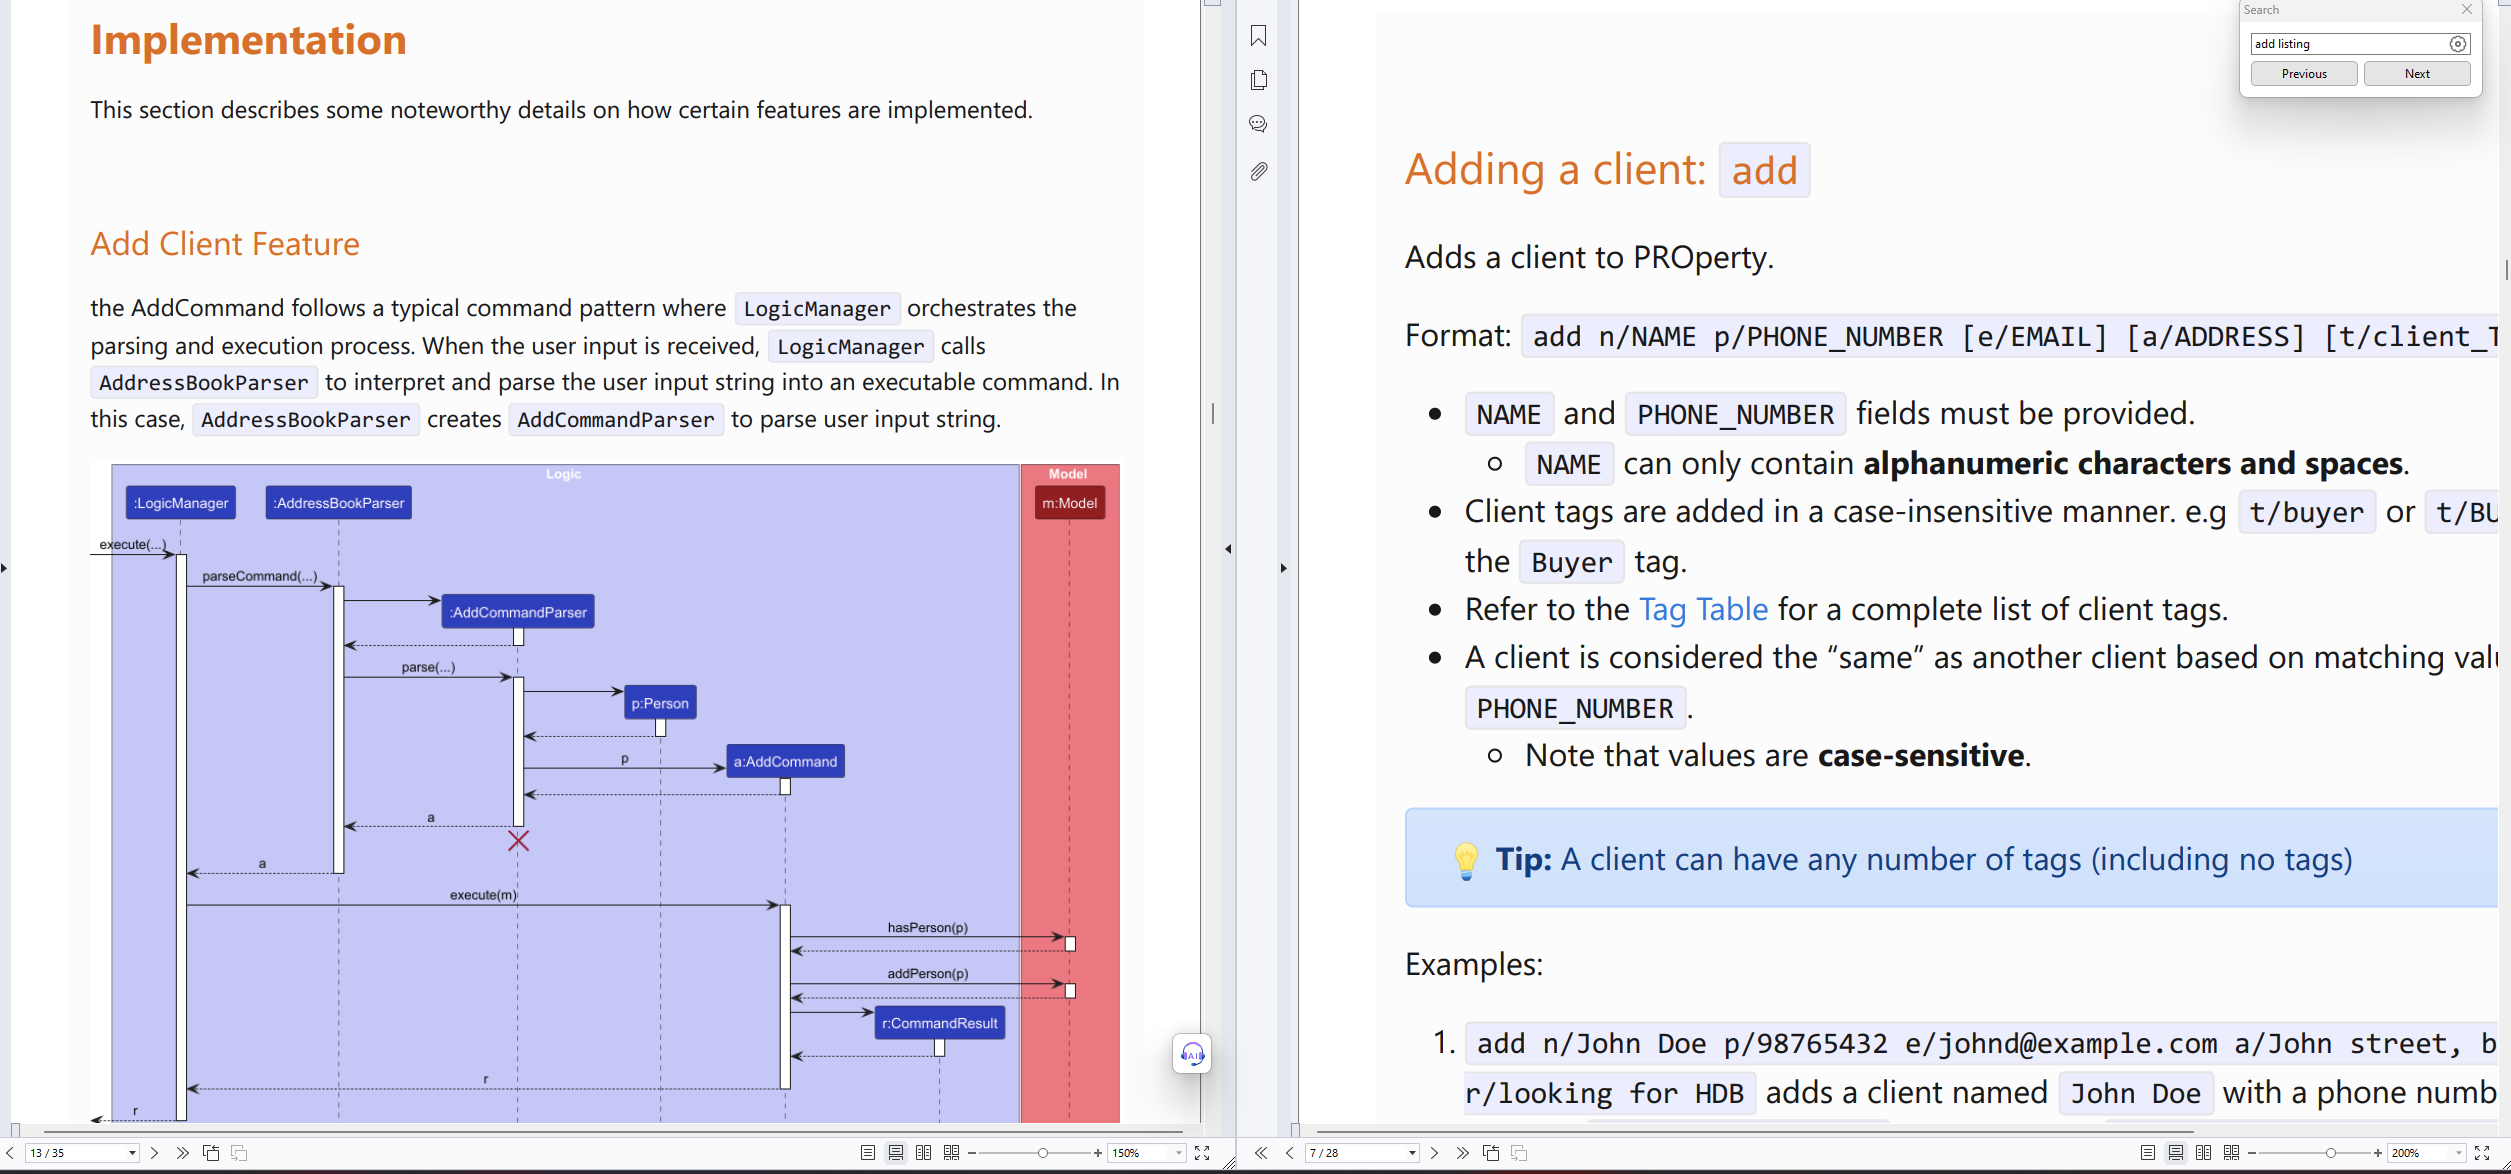 Implementation
This section describes some noteworthy details on how certain features are implemented.
Add Client Feature
the AddCommand follows a typical command pattern where LogicManager orchestrates the
parsing and execution process. When the user input is received, LogicManager calls
AddressBookParser to interpret and parse the user input string into an executable command. In
this case, AddressBookParser creates AddCommandParser to parse user input string.
Logic
Model
:LogicManager
:AddressBookParser
m:Model
execute(...)
parseCommand(...)
:AddCommandParser
parse(...)
p:Person
p
a:AddCommand
a
a
execute(m)
hasPerson(p)
addPerson(p)
r:CommandResult
r
r
13 / 35
150%
Search
add listing
Previous
Next
Adding a client: add
Adds a client to PROperty.
Format: add n/NAME p/PHONE_NUMBER [e/EMAIL] [a/ADDRESS] [t/client_T
• NAME and PHONE_NUMBER fields must be provided.
○ NAME can only contain alphanumeric characters and spaces.
• Client tags are added in a case-insensitive manner. e.g t/buyer or t/BU
the Buyer tag.
• Refer to the Tag Table for a complete list of client tags.
• A client is considered the “same” as another client based on matching valu
PHONE_NUMBER.
○ Note that values are case-sensitive.
Tip: A client can have any number of tags (including no tags)
Examples:
1. add n/John Doe p/98765432 e/johnd@example.com a/John street, b
r/looking for HDB adds a client named John Doe with a phone numb
7 / 28
200%
AI